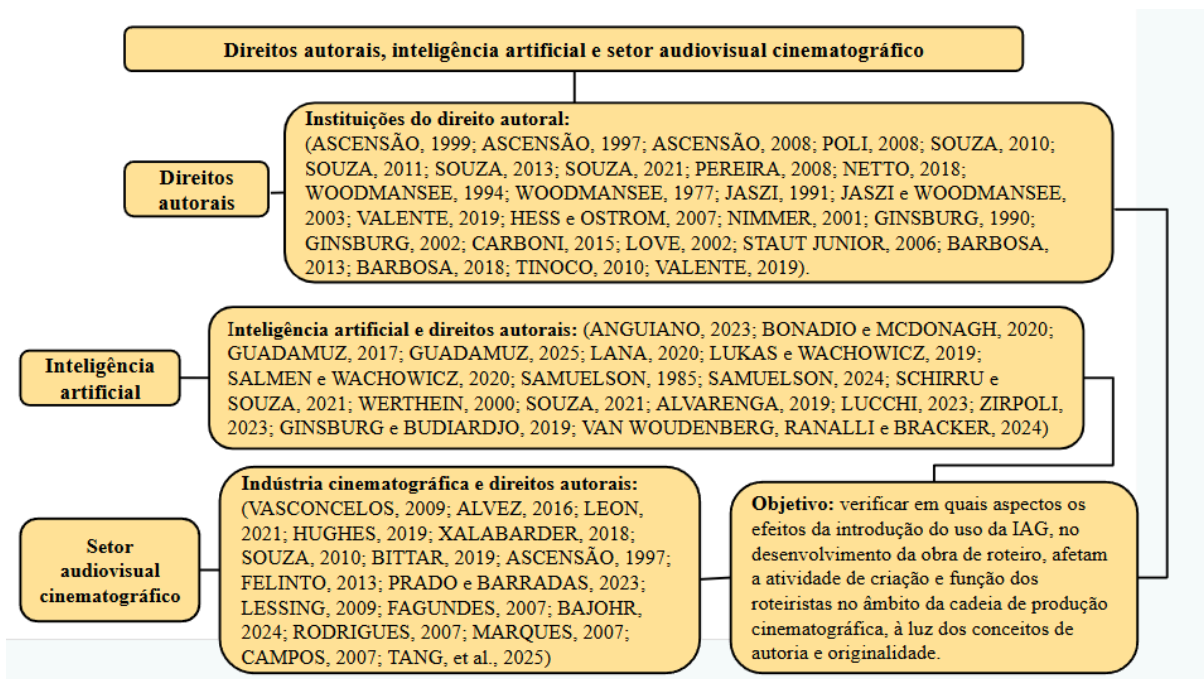 Direitos autorais, inteligência artificial e setor audiovisual cinematográfico
Direitos
autorais
Instituições do direito autoral:
(ASCENSÃO, 1999; ASCENSÃO, 1997; ASCENSÃO, 2008; POLI, 2008; SOUZA, 2010;
SOUZA, 2011; SOUZA, 2013; SOUZA, 2021; PEREIRA, 2008; NETTO, 2018;
WOODMANSEE, 1994; WOODMANSEE, 1977; JASZI, 1991; JASZI e WOODMANSEE,
2003; VALENTE, 2019; HESS e OSTROM, 2007; NIMMER, 2001; GINSBURG, 1990;
GINSBURG, 2002; CARBONI, 2015; LOVE, 2002; STAUT JUNIOR, 2006; BARBOSA,
2013; BARBOSA, 2018; TINOCO, 2010; VALENTE, 2019).
Inteligência
artificial
Inteligência artificial e direitos autorais: (ANGUIANO, 2023; BONADIO e MCDONAGH, 2020;
GUADAMUZ, 2017; GUADAMUZ, 2025; LANA, 2020; LUKAS e WACHOWICZ, 2019;
SALMEN e WACHOWICZ, 2020; SAMUELSON, 1985; SAMUELSON, 2024; SCHIRRU e
SOUZA, 2021; WERTHEIN, 2000; SOUZA, 2021; ALVARENGA, 2019; LUCCHI, 2023; ZIRPOLI,
2023; GINSBURG e BUDIARDJO, 2019; VAN WOUDENBERG, RANALLI e BRACKER, 2024)
Setor
audiovisual
cinematográfico
Indústria cinematográfica e direitos autorais:
(VASCONCELOS, 2009; ALVEZ, 2016; LEON,
2021; HUGHES, 2019; XALABARDER, 2018;
SOUZA, 2010; BITTAR, 2019; ASCENSÃO, 1997;
FELINTO, 2013; PRADO e BARRADAS, 2023;
LESSING, 2009; FAGUNDES, 2007; BAJOHR,
2024; RODRIGUES, 2007; MARQUES, 2007;
CAMPOS, 2007; TANG, et al., 2025)
Objetivo: verificar em quais aspectos os
efeitos da introdução do uso da IAG, no
desenvolvimento da obra de roteiro, afetam
a atividade de criação e função dos
roteiristas no âmbito da cadeia de produção
cinematográfica, à luz dos conceitos de
autoria e originalidade.